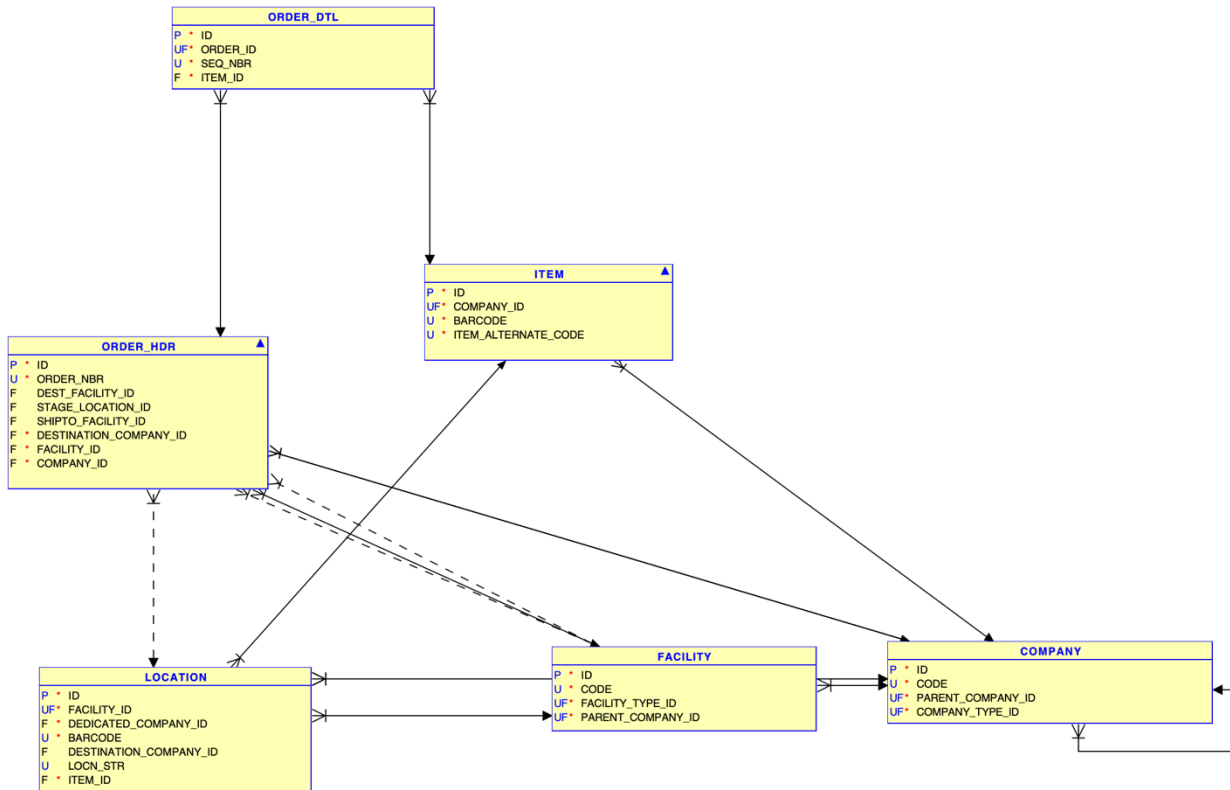 ORDER_DTL
P * ID
UF* ORDER_ID
U * SEQ_NBR
F * ITEM_ID
ITEM
P * ID
UF* COMPANY_ID
U * BARCODE
U * ITEM_ALTERNATE_CODE
ORDER_HDR
P * ID
U * ORDER_NBR
F DEST_FACILITY_ID
F STAGE_LOCATION_ID
F SHIPTO_FACILITY_ID
F * DESTINATION_COMPANY_ID
F * FACILITY_ID
F * COMPANY_ID
LOCATION
P * ID
UF* FACILITY_ID
F * DEDICATED_COMPANY_ID
U * BARCODE
F DESTINATION_COMPANY_ID
U LOCN_STR
F * ITEM_ID
FACILITY
P * ID
U * CODE
UF* FACILITY_TYPE_ID
UF* PARENT_COMPANY_ID
COMPANY
P * ID
U * CODE
UF* PARENT_COMPANY_ID
UF* COMPANY_TYPE_ID